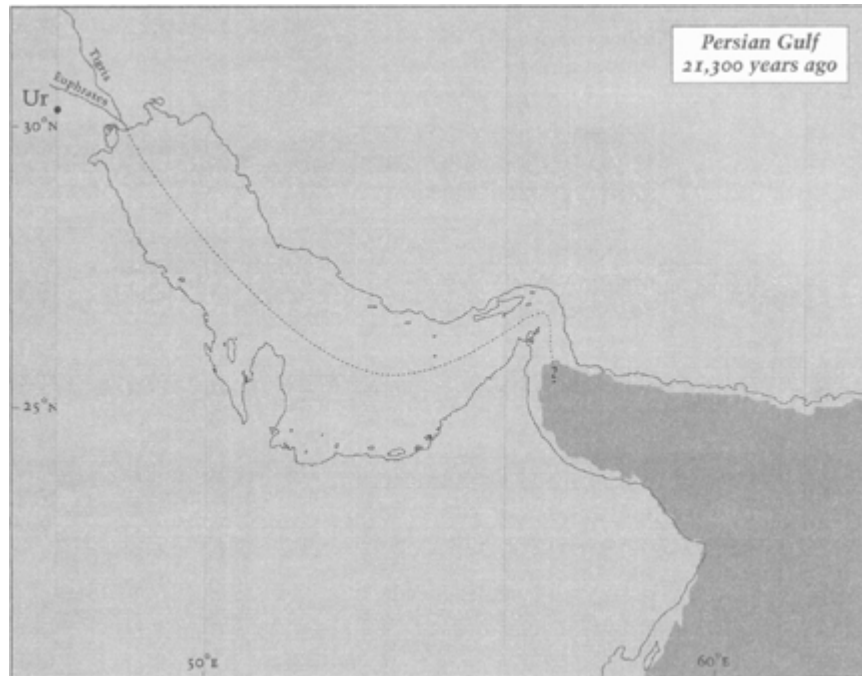 Persian Gulf
21,300 years ago
Tigris
Euphrates
Ur
30°N
25°N
50°E
60°E